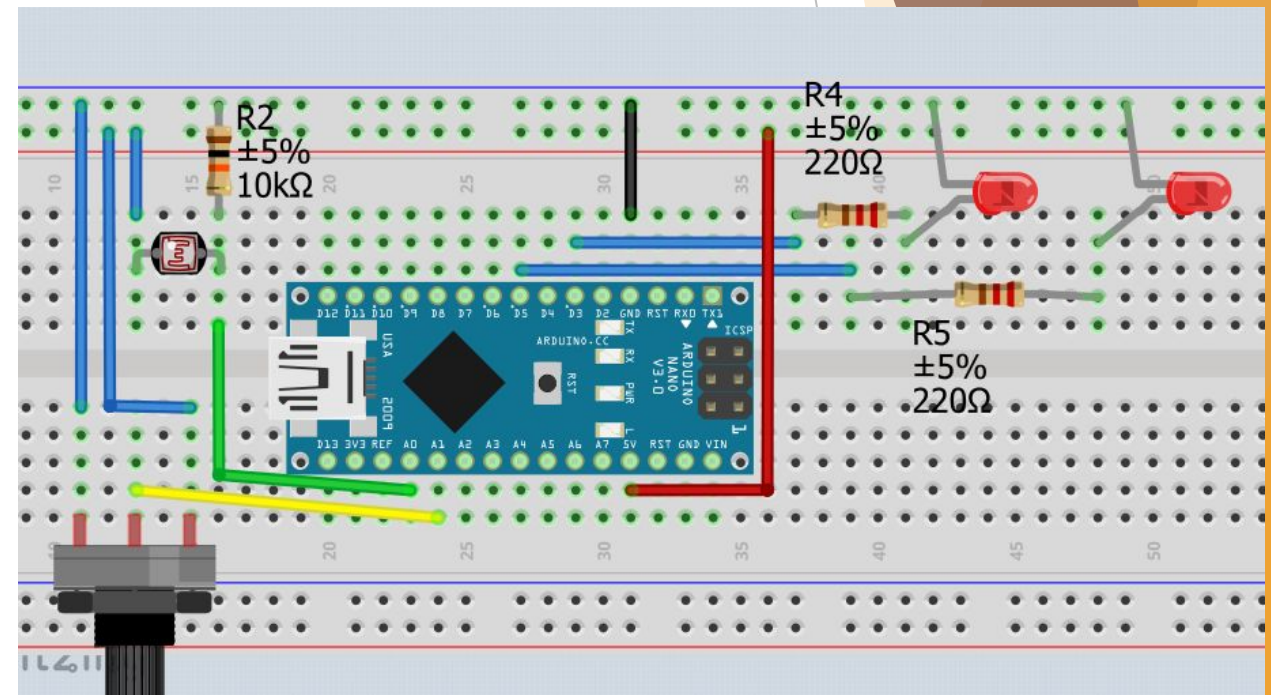 R2
±5%
10kΩ
R4
±5%
220Ω
10
15
20
25
30
35
40
50
D12 D11 D10 D9 D8 D7 D6 D5 D4 D3 D2 GND RST RX0 TX1
TX
RX
PWR
L
USA
2009
ARDUINO.CC
RST
ARDUINO
NANO
V3.0
ICSP
1
D13 3V3 REF A0 A1 A2 A3 A4 A5 A6 A7 5V RST GND VIN
R5
±5%
220Ω
20
25
30
35
40
45
50